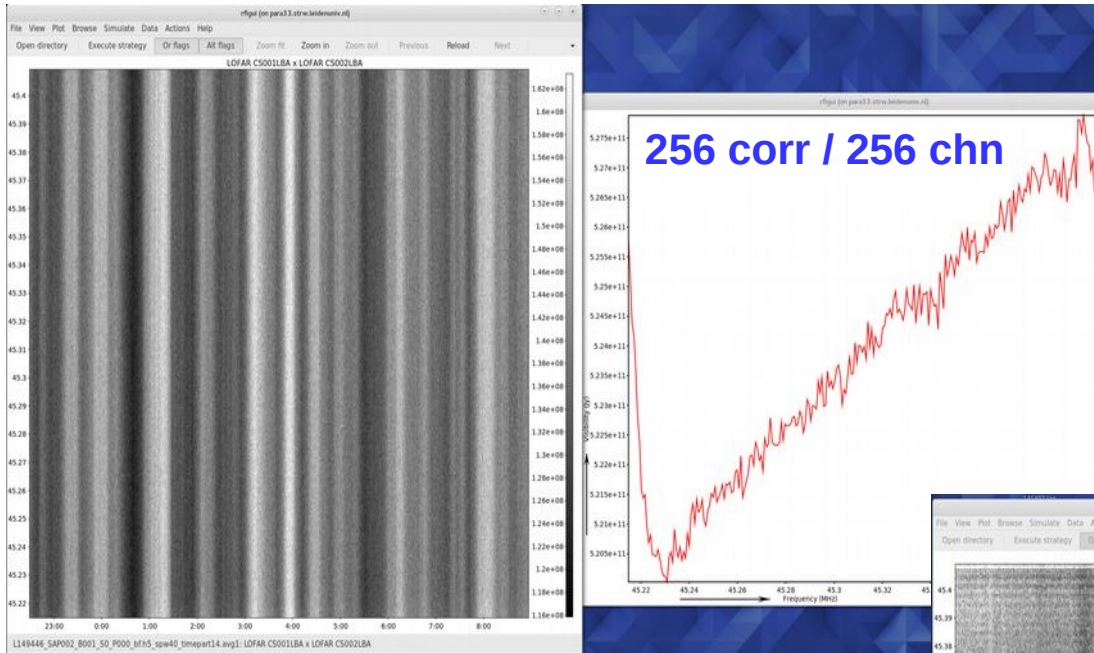 rfigui (on para33.strw.leidenuniv.nl)
File View Plot Browse Simulate Data Actions Help
Open directory Execute strategy Or flags Alt flags Zoom fit Zoom in Zoom out Previous Reload Next
LOFAR CS001LBA x LOFAR CS002LBA
45.4
45.39
45.38
45.37
45.36
45.35
45.34
45.33
45.32
45.31
45.3
45.29
45.28
45.27
45.26
45.25
45.24
45.23
45.22
1.62e+08
1.6e+08
1.58e+08
1.56e+08
1.54e+08
1.52e+08
1.5e+08
1.48e+08
1.46e+08
1.44e+08
1.42e+08
1.4e+08
1.38e+08
1.36e+08
1.34e+08
1.32e+08
1.3e+08
1.28e+08
1.26e+08
1.24e+08
1.22e+08
1.2e+08
1.18e+08
1.16e+08
23:00 0:00 1:00 2:00 3:00 4:00 5:00 6:00 7:00 8:00
L149446_SAP002_B001_S0_P000_bf.h5_spw40_timepart14.avg1: LOFAR CS001LBA x LOFAR CS002LBA
rfigui (on para33.strw.leidenuniv.nl)
256 corr / 256 chn
5.275e+11
5.27e+11
5.265e+11
5.26e+11
5.255e+11
5.25e+11
5.245e+11
5.24e+11
5.235e+11
5.23e+11
5.225e+11
5.22e+11
5.215e+11
5.21e+11
5.205e+11
Visibility (Jy)
45.22 45.24 45.26 45.28 45.3 45.32 45.
Frequency (MHz)
File View Plot Browse Simulate Data A
Open directory Execute strategy O
45.4
45.39
45.38